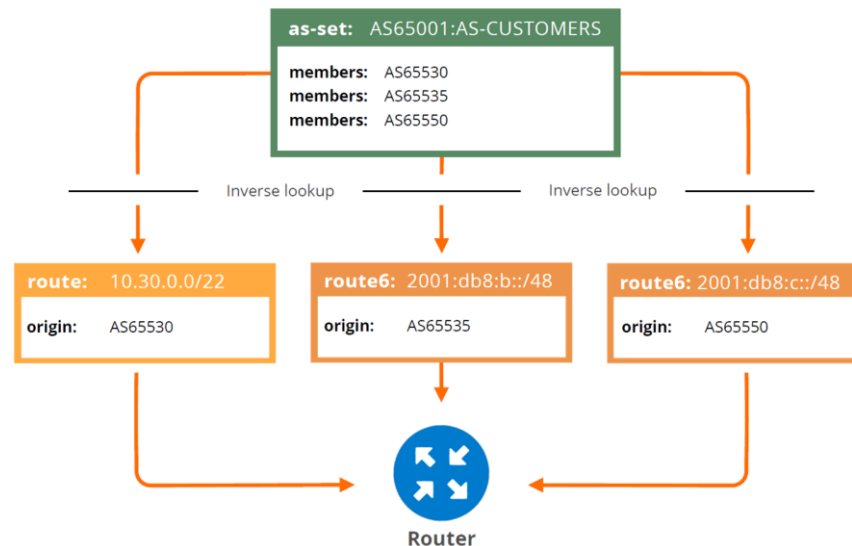 as-set: AS65001:AS-CUSTOMERS
members: AS65530
members: AS65535
members: AS65550
Inverse lookup
Inverse lookup
route: 10.30.0.0/22
origin: AS65530
route6: 2001:db8:b::/48
origin: AS65535
route6: 2001:db8:c::/48
origin: AS65550
Router